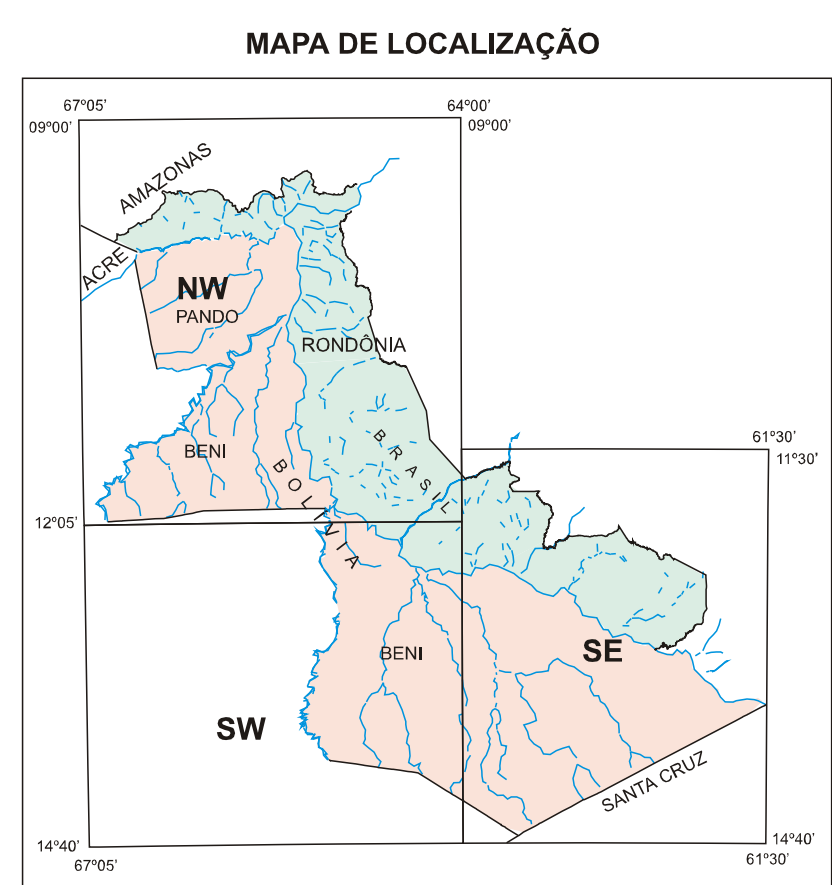 MAPA DE LOCALIZAÇÃO
67º05'
64º00'
09º00'
09º00'
AMAZONAS
ACRE
NW
PANDO
RONDÔNIA
BRASIL
61º30'
11º30'
BENI
BOLIVIA
12º05'
BENI
SE
SW
SANTA CRUZ
14º40'
14º40'
67º05'
61º30'